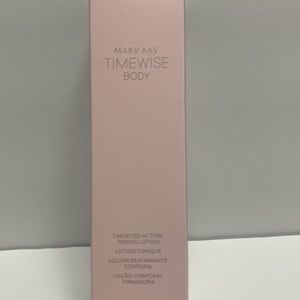 MARY KAY
TIMEWISE
BODY
TARGETED-ACTION
TONING LOTION
LOTION TONIQUE
LOCIÓN REAFIRMANTE
CORPORAL
LOÇÃO CORPORAL
FIRMADORA